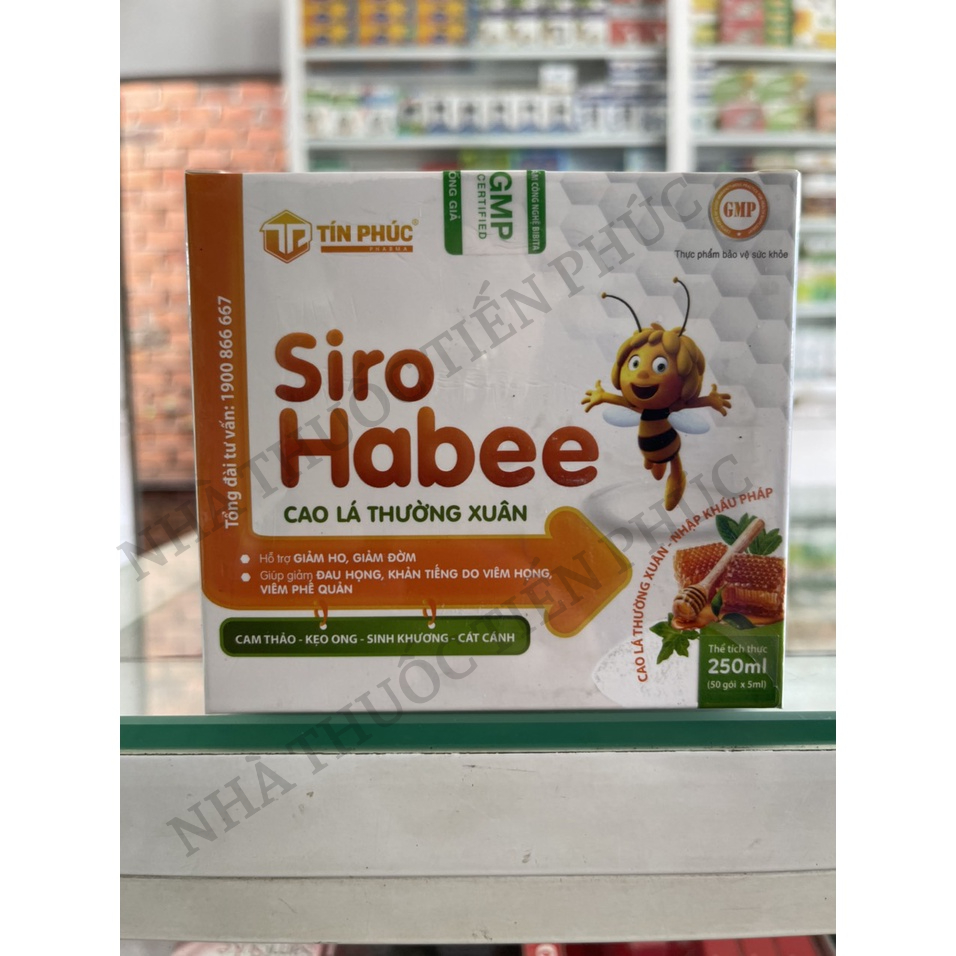 TÍN PHÚC
PHARMA
GMP
CERTIFIED
GMP
Thực phẩm bảo vệ sức khỏe
Tổng đài tư vấn: 1900 866 667
Siro
Habee
CAO LÁ THƯỜNG XUÂN
Hỗ trợ GIẢM HO, GIẢM ĐỜM
Giúp giảm ĐAU HỌNG, KHẢN TIẾNG DO VIÊM HỌNG,
VIÊM PHẾ QUẢN
CAM THẢO - KẸO ONG - SINH KHƯƠNG - CÁT CÁNH
CAO LÁ THƯỜNG XUÂN - NHẬP KHẨU PHÁP
Thể tích thực
250ml
(50 gói x 5ml)
NHÀ THUỐC TIẾN PHÚC
NHÀ THUỐC TIẾN PHÚC